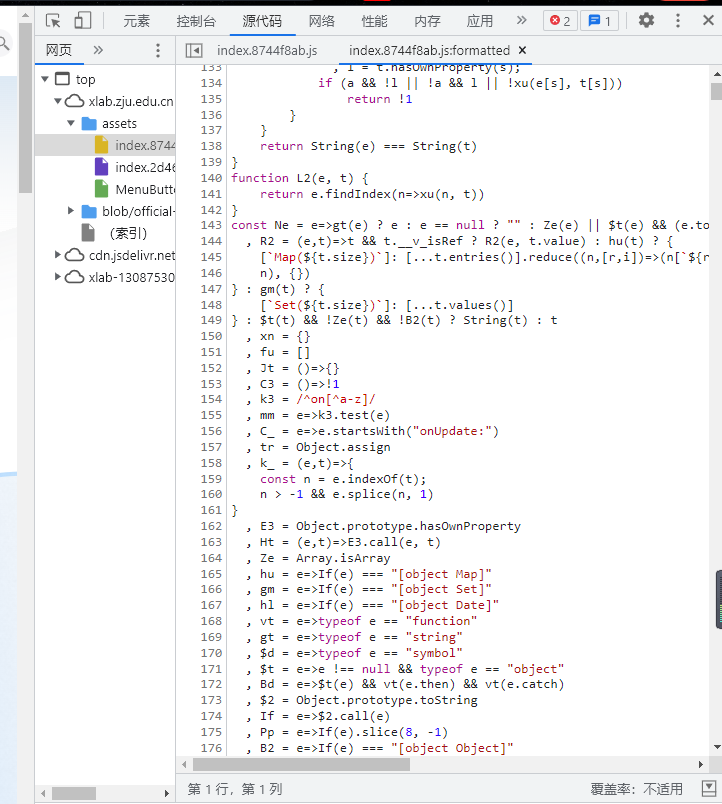 元素 控制台 源代码 网络 性能 内存 应用 » 2 1
网页 » index.8744f8ab.js index.8744f8ab.js:formatted ×
top
xlab.zju.edu.cn
assets
index.8744
index.2d46
MenuButto
blob/official-
（索引）
cdn.jsdelivr.net
xlab-13087530
133 , l = t.hasOwnProperty(s);
134 if (a && !l || !a && l || !xu(e[s], t[s]))
135 return !1
136 }
137 }
138 return String(e) === String(t)
139 }
140 function L2(e, t) {
141 return e.findIndex(n=>xu(n, t))
142 }
143 const Ne = e=>gt(e) ? e : e == null ? "" : Ze(e) || $t(e) && (e.to
144 , R2 = (e,t)=>t && t.__v_isRef ? R2(e, t.value) : hu(t) ? {
145 [`Map(${t.size})`]: [...t.entries()].reduce((n,[r,i])=>(n[`${r
146 n), {})
147 } : gm(t) ? {
148 [`Set(${t.size})`]: [...t.values()]
149 } : $t(t) && !Ze(t) && !B2(t) ? String(t) : t
150 , xn = {}
151 , fu = []
152 , Jt = ()=>{}
153 , C3 = ()=>!1
154 , k3 = /^on[^a-z]/
155 , mm = e=>k3.test(e)
156 , C_ = e=>e.startsWith("onUpdate:")
157 , tr = Object.assign
158 , k_ = (e,t)=>{
159 const n = e.indexOf(t);
160 n > -1 && e.splice(n, 1)
161 }
162 , E3 = Object.prototype.hasOwnProperty
163 , Ht = (e,t)=>E3.call(e, t)
164 , Ze = Array.isArray
165 , hu = e=>If(e) === "[object Map]"
166 , gm = e=>If(e) === "[object Set]"
167 , hl = e=>If(e) === "[object Date]"
168 , vt = e=>typeof e == "function"
169 , gt = e=>typeof e == "string"
170 , $d = e=>typeof e == "symbol"
171 , $t = e=>e !== null && typeof e == "object"
172 , Bd = e=>$t(e) && vt(e.then) && vt(e.catch)
173 , $2 = Object.prototype.toString
174 , If = e=>$2.call(e)
175 , Pp = e=>If(e).slice(8, -1)
176 , B2 = e=>If(e) === "[object Object]"
第 1 行，第 1 列 覆盖率：不适用